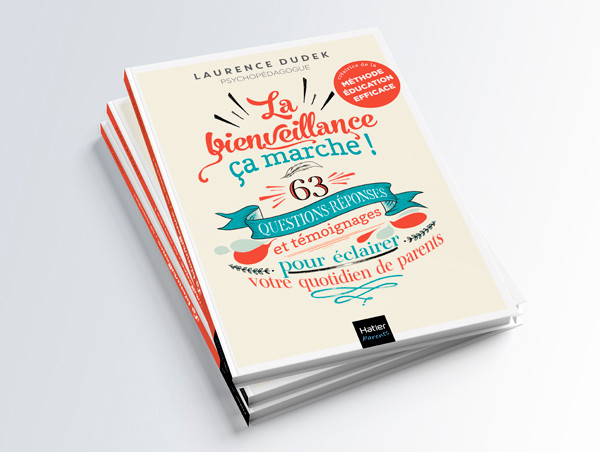 LAURENCE DUDEK
PSYCHOPÉDAGOGUE
créatrice de la
MÉTHODE
ÉDUCATION
EFFICACE
La
bienveillance
ça marche !
63
QUESTIONS-RÉPONSES
et témoignages
pour éclairer
votre quotidien de parents
Hatier
Parents